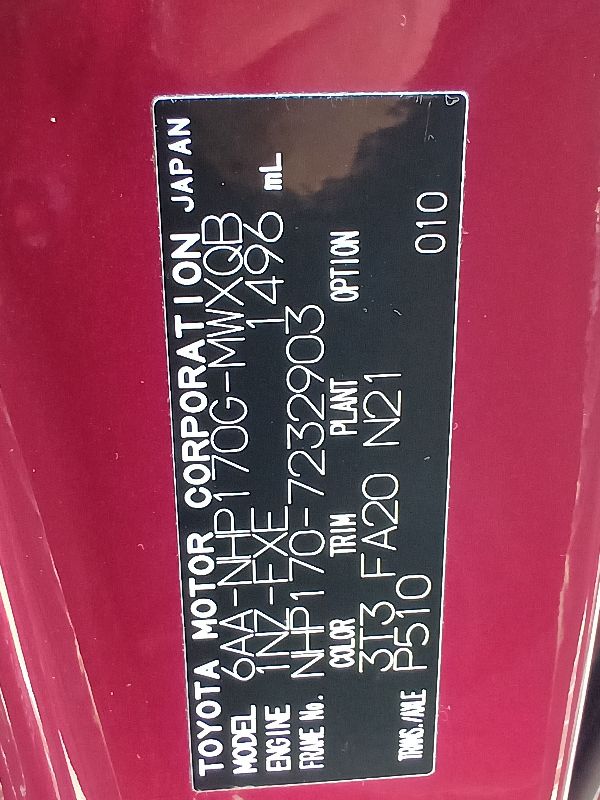 TOYOTA MOTOR CORPORATION JAPAN
MODEL 6AA-NHP170G-MWXQB
ENGINE 1NZ-FXE 1496 mL
FRAME No. NHP170-7232903
COLOR TRIM PLANT OPTION
3T3 FA20 N21
TRANS./AXLE P510 010